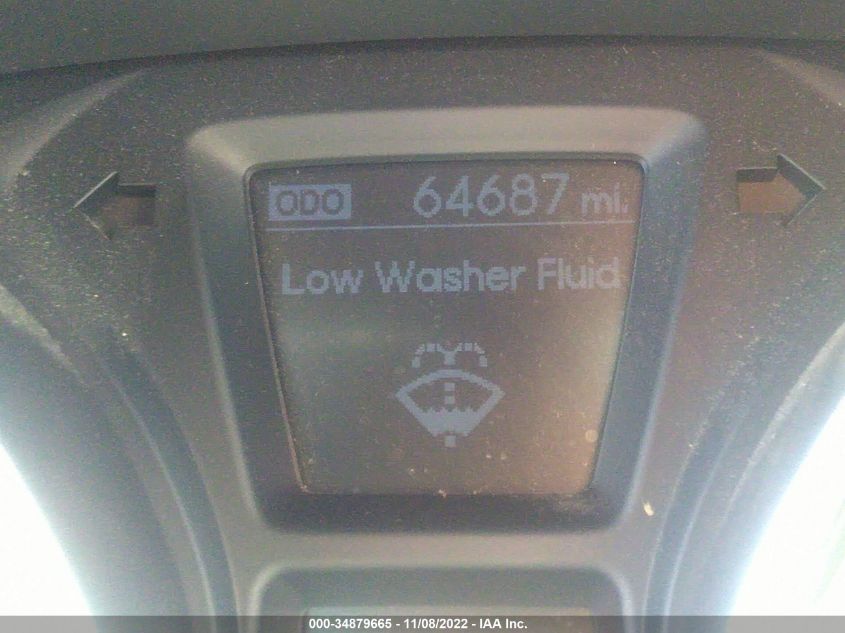 ODO 64687 mi.
Low Washer Fluid
000-34879665 - 11/08/2022 - IAA Inc.